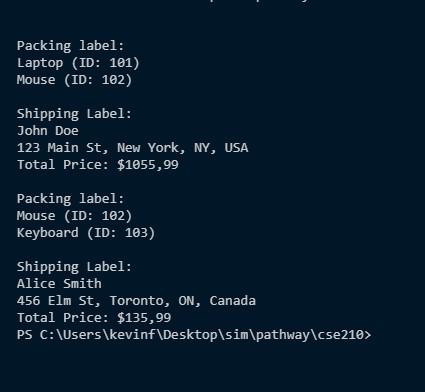 Packing label:
Laptop (ID: 101)
Mouse (ID: 102)
Shipping Label:
John Doe
123 Main St, New York, NY, USA
Total Price: $1055,99
Packing label:
Mouse (ID: 102)
Keyboard (ID: 103)
Shipping Label:
Alice Smith
456 Elm St, Toronto, ON, Canada
Total Price: $135,99
PS C:\Users\kevinf\Desktop\sim\pathway\cse210>